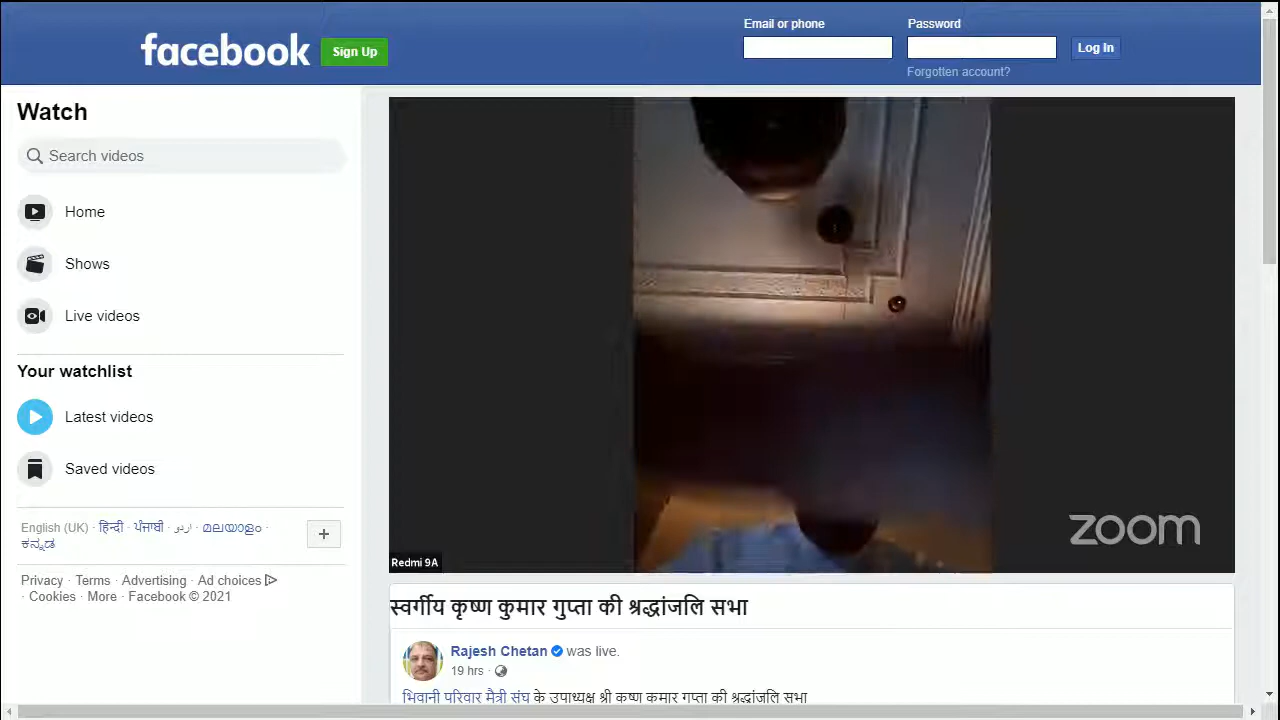 facebook
Sign Up
Email or phone
Password
Log In
Forgotten account?
Watch
Search videos
Home
Shows
Live videos
Your watchlist
Latest videos
Saved videos
English (UK) · हिन्दी · ਪੰਜਾਬੀ · اردو · മലയാളം ·
ಕನ್ನಡ
Privacy · Terms · Advertising · Ad choices
· Cookies · More · Facebook © 2021
zoom
Redmi 9A
स्वर्गीय कृष्ण कुमार गुप्ता की श्रद्धांजलि सभा
Rajesh Chetan was live.
19 hrs ·
भिवानी परिवार मैत्री संघ के उपाध्यक्ष श्री कृष्ण कुमार गुप्ता की श्रद्धांजलि सभा